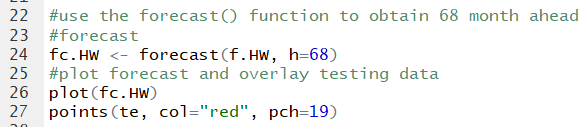 22 #use the forecast() function to obtain 68 month ahead
23 #forecast
24 fc.HW <- forecast(f.HW, h=68)
25 #plot forecast and overlay testing data
26 plot(fc.HW)
27 points(te, col="red", pch=19)